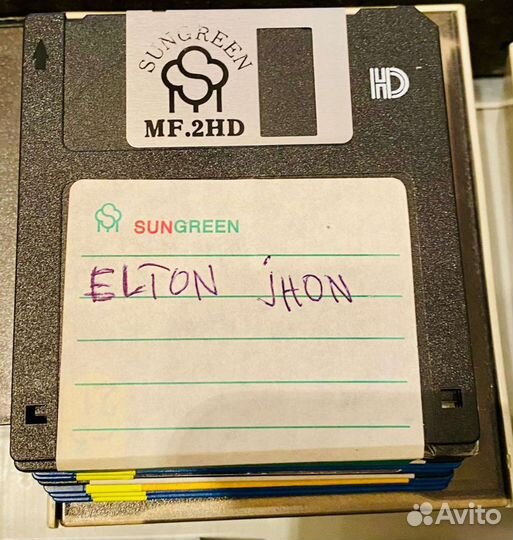 SUNGREEN
MF.2HD
HD
SUNGREEN
ELTON jHON
Avito